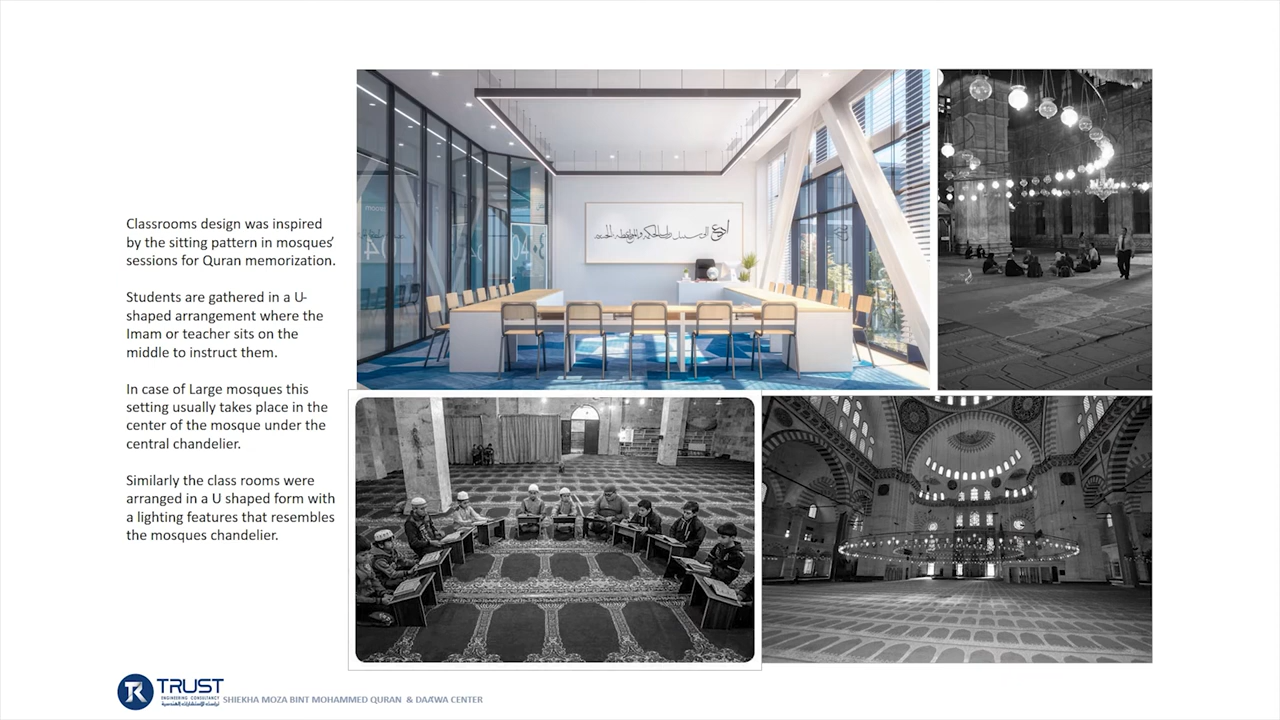 Classrooms design was inspired
by the sitting pattern in mosques'
sessions for Quran memorization.
Students are gathered in a U-
shaped arrangement where the
Imam or teacher sits on the
middle to instruct them.
In case of Large mosques this
setting usually takes place in the
center of the mosque under the
central chandelier.
Similarly the class rooms were
arranged in a U shaped form with
a lighting features that resembles
the mosques chandelier.
TRUST
ENGINEERING CONSULTANCY
SHIEKHA MOZA BINT MOHAMMED QURAN & DAA'WA CENTER